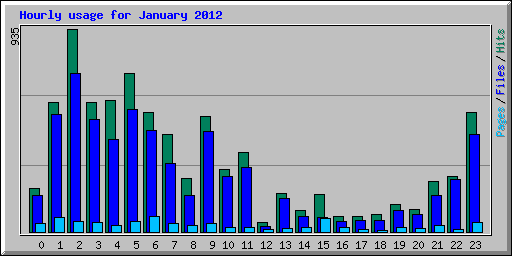 Hourly usage for January 2012
935
Pages / Files / Hits
0 1 2 3 4 5 6 7 8 9 10 11 12 13 14 15 16 17 18 19 20 21 22 23